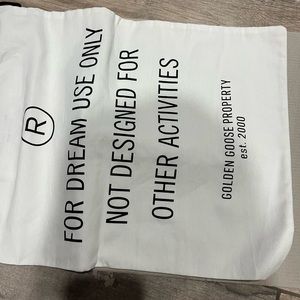 R
FOR DREAM USE ONLY
NOT DESIGNED FOR
OTHER ACTIVITIES
GOLDEN GOOSE PROPERTY
est. 2000